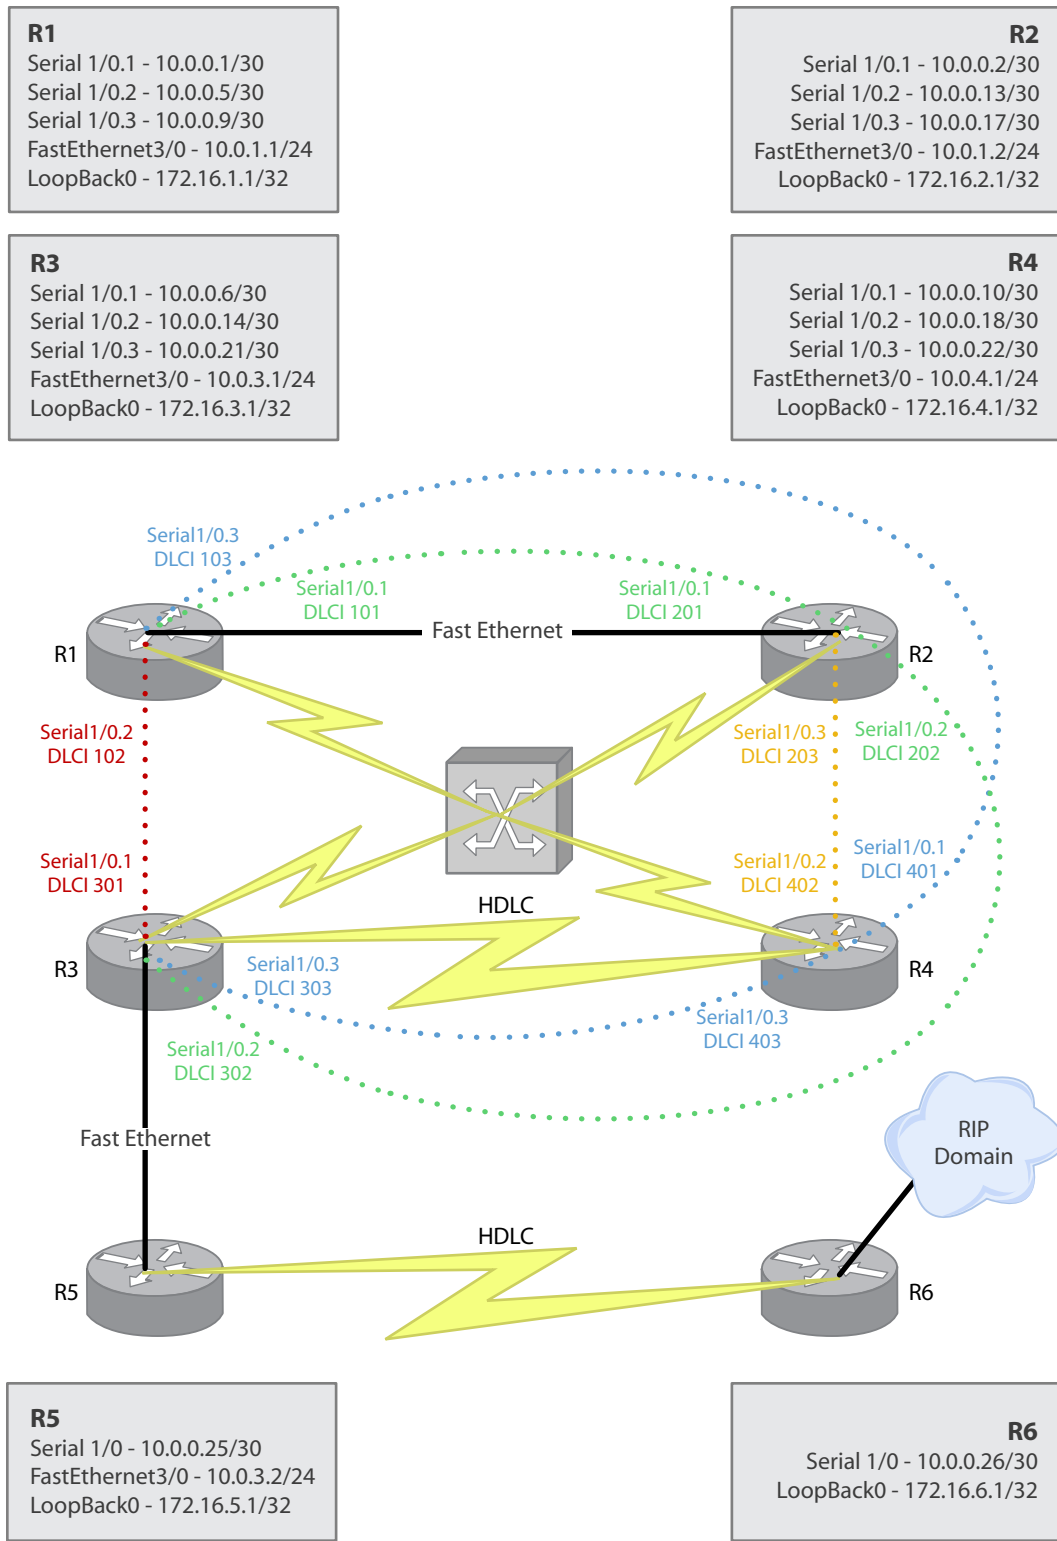 R1
Serial 1/0.1 - 10.0.0.1/30
Serial 1/0.2 - 10.0.0.5/30
Serial 1/0.3 - 10.0.0.9/30
FastEthernet3/0 - 10.0.1.1/24
LoopBack0 - 172.16.1.1/32
R2
Serial 1/0.1 - 10.0.0.2/30
Serial 1/0.2 - 10.0.0.13/30
Serial 1/0.3 - 10.0.0.17/30
FastEthernet3/0 - 10.0.1.2/24
LoopBack0 - 172.16.2.1/32
R3
Serial 1/0.1 - 10.0.0.6/30
Serial 1/0.2 - 10.0.0.14/30
Serial 1/0.3 - 10.0.0.21/30
FastEthernet3/0 - 10.0.3.1/24
LoopBack0 - 172.16.3.1/32
R4
Serial 1/0.1 - 10.0.0.10/30
Serial 1/0.2 - 10.0.0.18/30
Serial 1/0.3 - 10.0.0.22/30
FastEthernet3/0 - 10.0.4.1/24
LoopBack0 - 172.16.4.1/32
Serial1/0.3
DLCI 103
Serial1/0.1
DLCI 101
Serial1/0.1
DLCI 201
Fast Ethernet
R1
R2
Serial1/0.2
DLCI 102
Serial1/0.3
DLCI 203
Serial1/0.2
DLCI 202
Serial1/0.1
DLCI 301
Serial1/0.2
DLCI 402
Serial1/0.1
DLCI 401
HDLC
R3
R4
Serial1/0.3
DLCI 303
Serial1/0.3
DLCI 403
Serial1/0.2
DLCI 302
Fast Ethernet
RIP
Domain
HDLC
R5
R6
R5
Serial 1/0 - 10.0.0.25/30
FastEthernet3/0 - 10.0.3.2/24
LoopBack0 - 172.16.5.1/32
R6
Serial 1/0 - 10.0.0.26/30
LoopBack0 - 172.16.6.1/32